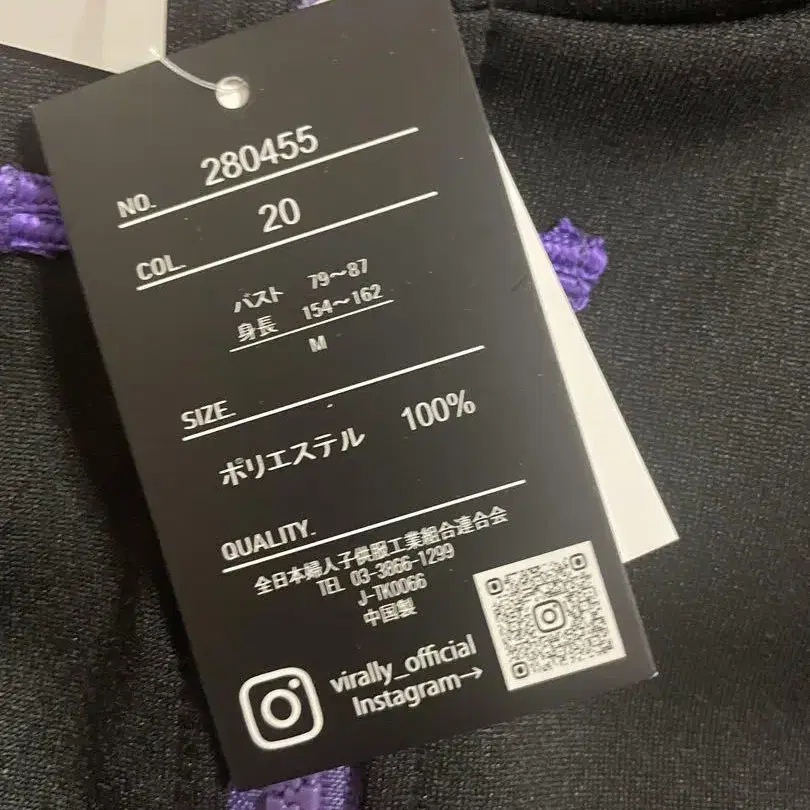 280455
NO.
20
COL.
バスト 79～87
身長 154～162
M
SIZE.
ポリエステル 100%
QUALITY.
全日本婦人子供服工業組合連合会
TEL 03-3866-1299
J-TK0066
中国製
virally_official
Instagram→